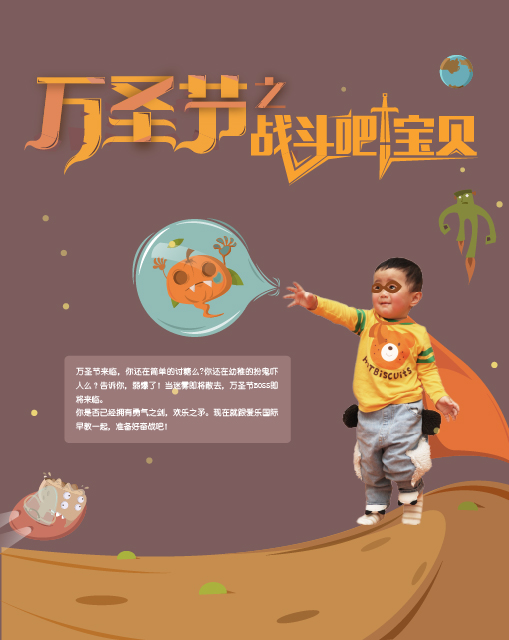 万圣节之
战斗吧!宝贝
万圣节来临，你还在简单的讨糖么?你还在幼稚的扮鬼吓
人么？告诉你，弱爆了！当迷雾即将散去，万圣节BOSS即
将来临。
你是否已经拥有勇气之剑，欢乐之矛。现在就跟爱乐国际
早教一起，准备好奋战吧！